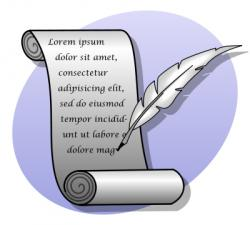 Lorem ipsum
dolor sit amet,
consectetur
adipisicing elit,
sed do eiusmod
tempor incidid-
unt ut labore e
dolore mag